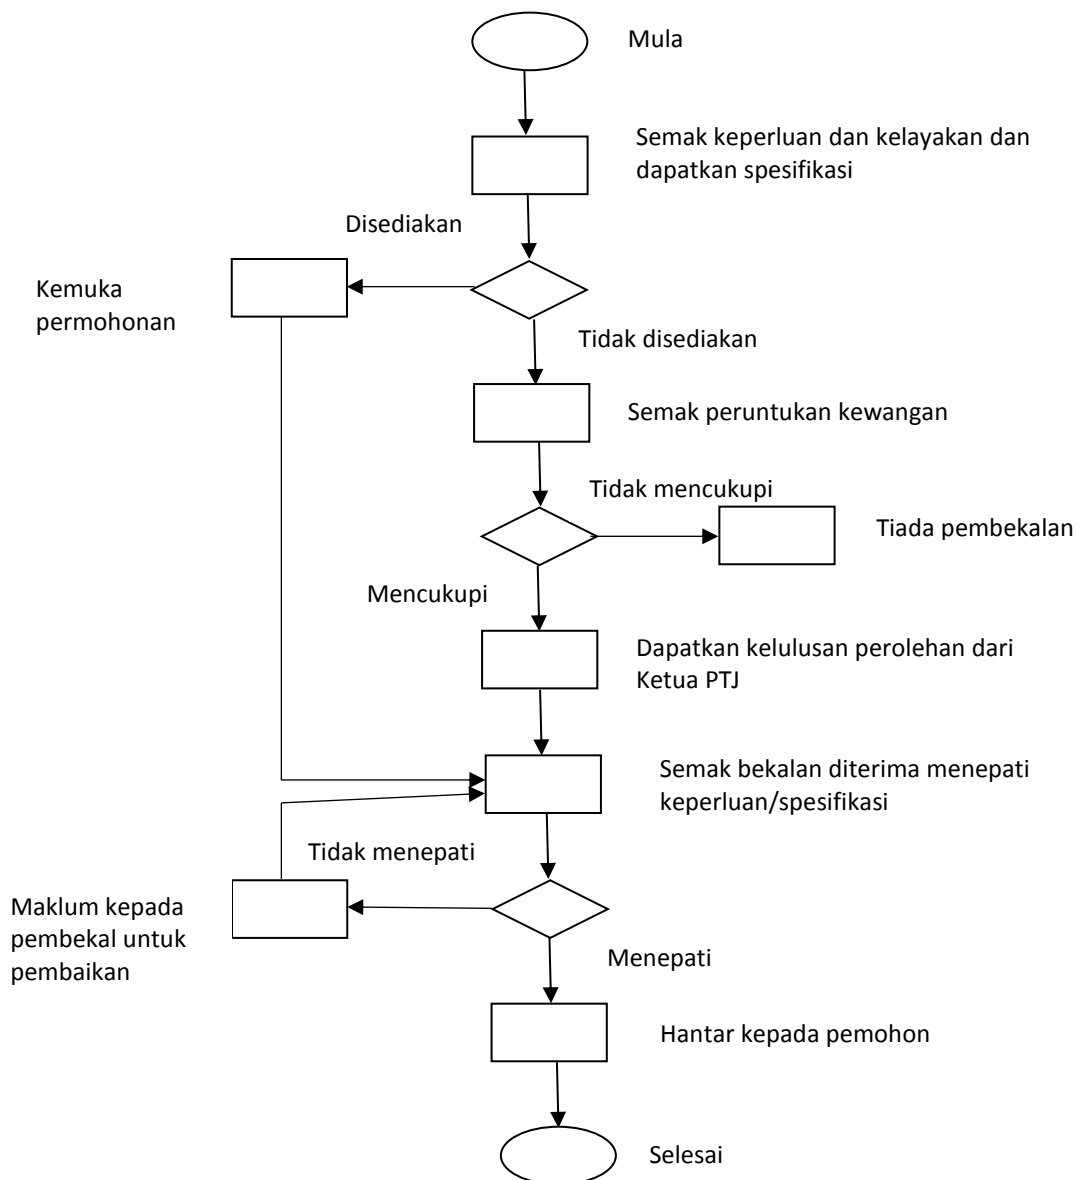 Mula
Semak keperluan dan kelayakan dan
dapatkan spesifikasi
Disediakan
Kemuka
permohonan
Tidak disediakan
Semak peruntukan kewangan
Tidak mencukupi
Tiada pembekalan
Mencukupi
Dapatkan kelulusan perolehan dari
Ketua PTJ
Semak bekalan diterima menepati
keperluan/spesifikasi
Tidak menepati
Maklum kepada
pembekal untuk
pembaikan
Menepati
Hantar kepada pemohon
Selesai